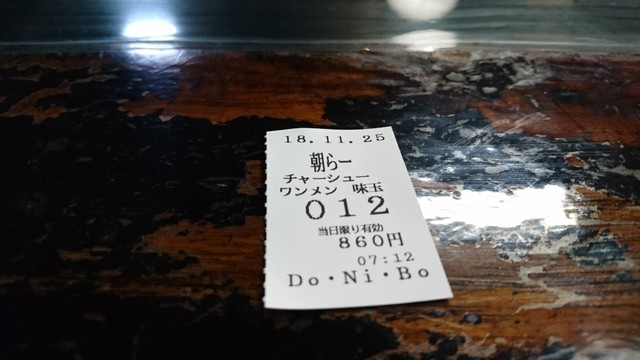 18.11.25
朝らー
チャーシュー
ワンメン 味玉
012
当日限り有効
860円
07:12
Do・Ni・Bo